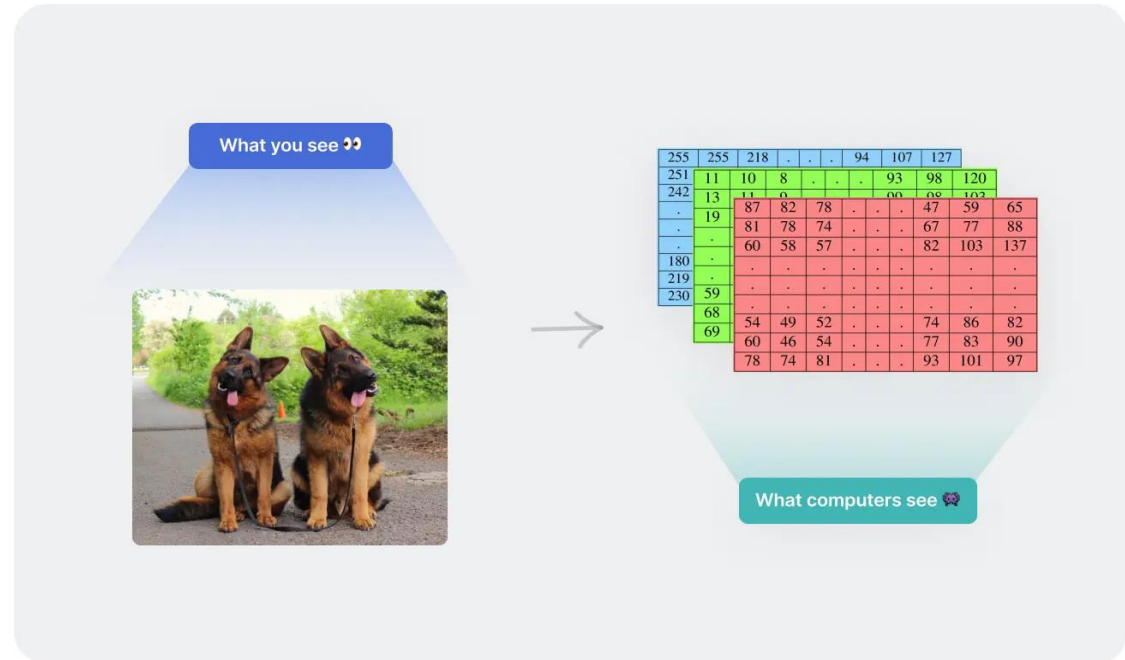 What you see 👀
255 255 218 . . . 94 107 127
251
242
.
.
.
180
219
230
11 10 8 . . . 93 98 120
13 11 9
19
.
.
.
59
68
69
87 82 78 . . . 47 59 65
81 78 74 . . . 67 77 88
60 58 57 . . . 82 103 137
. . . . . . . . .
. . . . . . . . .
. . . . . . . . .
54 49 52 . . . 74 86 82
60 46 54 . . . 77 83 90
78 74 81 . . . 93 101 97
What computers see 👾